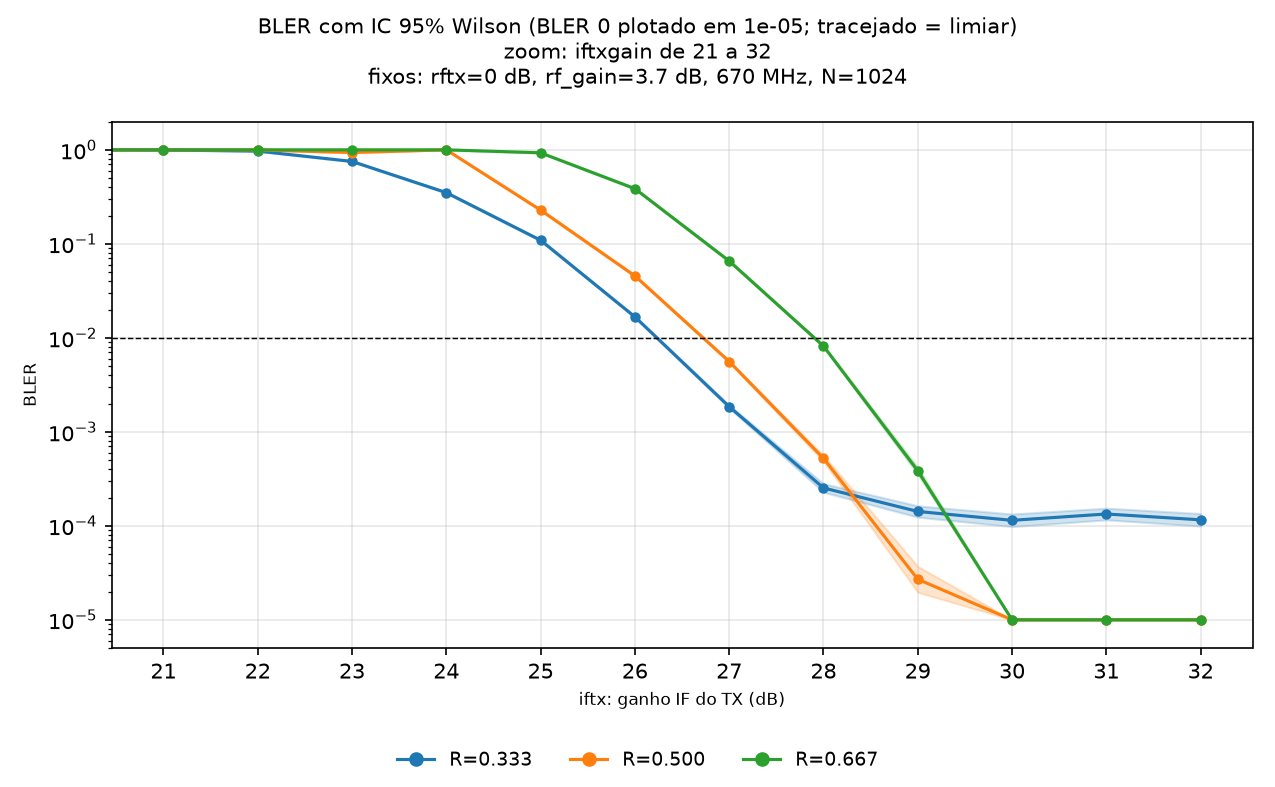 BLER com IC 95% Wilson (BLER 0 plotado em 1e-05; tracejado = limiar)
zoom: iftxgain de 21 a 32
fixos: rftx=0 dB, rf_gain=3.7 dB, 670 MHz, N=1024
10⁰
10⁻¹
10⁻²
10⁻³
10⁻⁴
10⁻⁵
BLER
21 22 23 24 25 26 27 28 29 30 31 32
iftx: ganho IF do TX (dB)
R=0.333 R=0.500 R=0.667